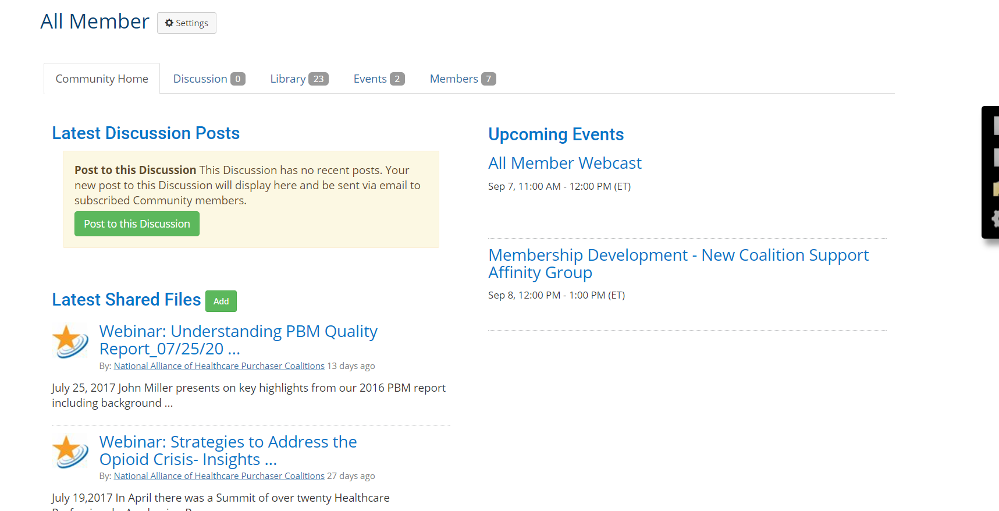 All Member
Settings
Community Home
Discussion 0
Library 23
Events 2
Members 7
Latest Discussion Posts
Post to this Discussion This Discussion has no recent posts. Your
new post to this Discussion will display here and be sent via email to
subscribed Community members.
Post to this Discussion
Latest Shared Files
Add
Webinar: Understanding PBM Quality
Report_07/25/20 ...
By: National Alliance of Healthcare Purchaser Coalitions 13 days ago
July 25, 2017 John Miller presents on key highlights from our 2016 PBM report
including background ...
Webinar: Strategies to Address the
Opioid Crisis- Insights ...
By: National Alliance of Healthcare Purchaser Coalitions 27 days ago
July 19,2017 In April there was a Summit of over twenty Healthcare
Upcoming Events
All Member Webcast
Sep 7, 11:00 AM - 12:00 PM (ET)
Membership Development - New Coalition Support
Affinity Group
Sep 8, 12:00 PM - 1:00 PM (ET)